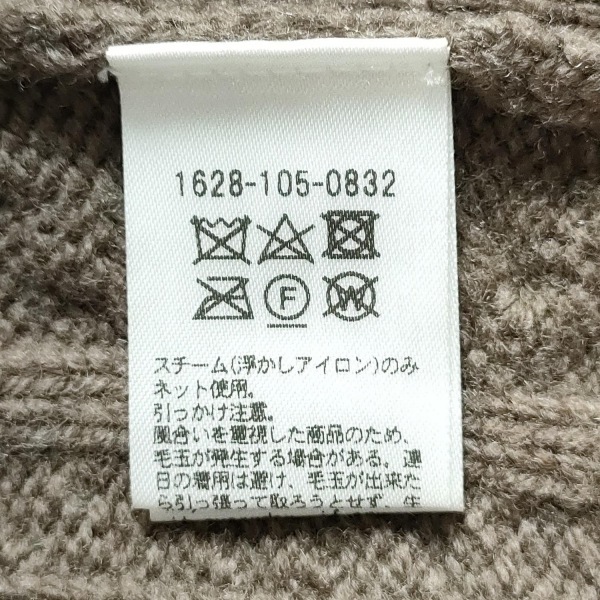 1628-105-0832
F
W
スチーム(浮かしアイロン)のみ
ネット使用。
引っかけ注意。
風合いを重視した商品のため、
毛玉が発生する場合がある。連
日の着用は避け、毛玉が出来た
ら引っ張って取ろうとせず、生